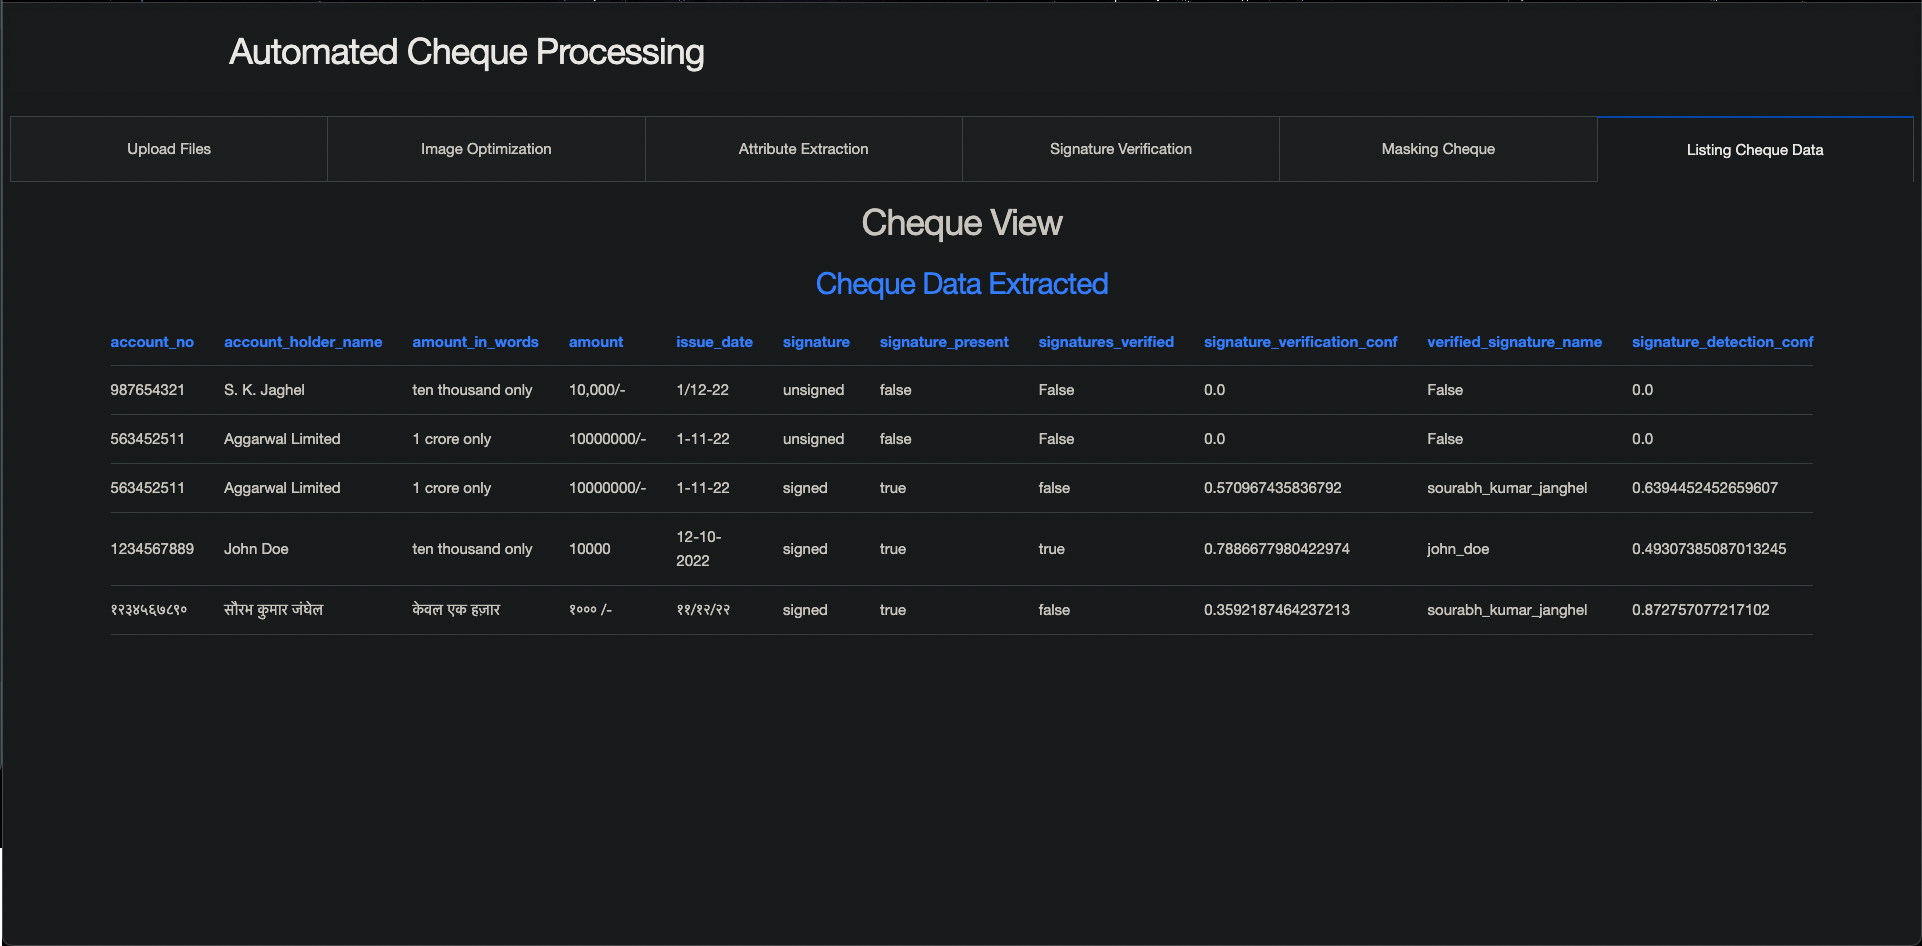 Automated Cheque Processing
Upload Files Image Optimization Attribute Extraction Signature Verification Masking Cheque Listing Cheque Data
Cheque View
Cheque Data Extracted
account_no account_holder_name amount_in_words amount issue_date signature signature_present signatures_verified signature_verification_conf verified_signature_name signature_detection_conf
987654321 S. K. Jaghel ten thousand only 10,000/- 1/12-22 unsigned false False 0.0 False 0.0
563452511 Aggarwal Limited 1 crore only 10000000/- 1-11-22 unsigned false False 0.0 False 0.0
563452511 Aggarwal Limited 1 crore only 10000000/- 1-11-22 signed true false 0.570967435836792 sourabh_kumar_janghel 0.6394452452659607
1234567889 John Doe ten thousand only 10000 12-10-2022 signed true true 0.7886677980422974 john_doe 0.49307385087013245
१२३४५६७८९० सौरभ कुमार जंघेल केवल एक हज़ार १००० /- ११/१२/२२ signed true false 0.3592187464237213 sourabh_kumar_janghel 0.872757077217102